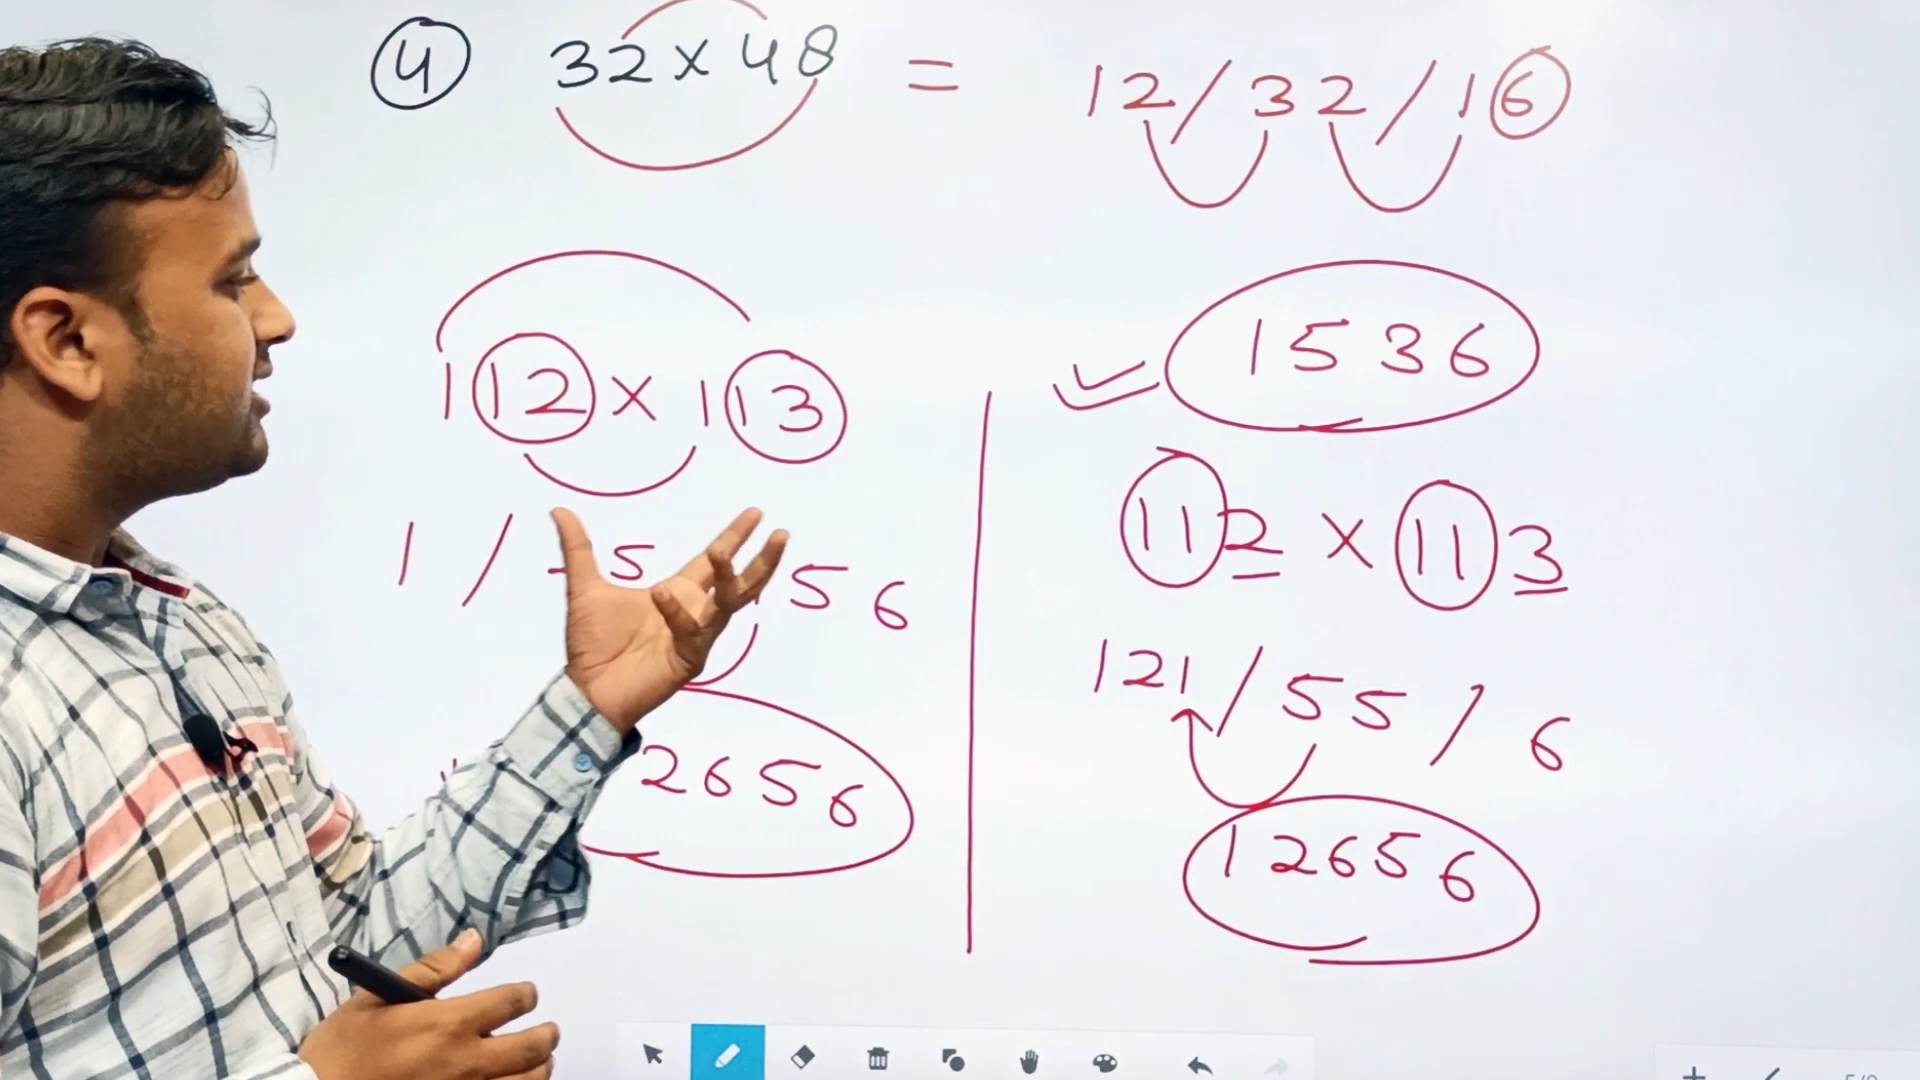 4 32 x 48 = 12/32/16
1536
112 x 113
1 / 5 56
2656
112 x 113
121/55/6
12656